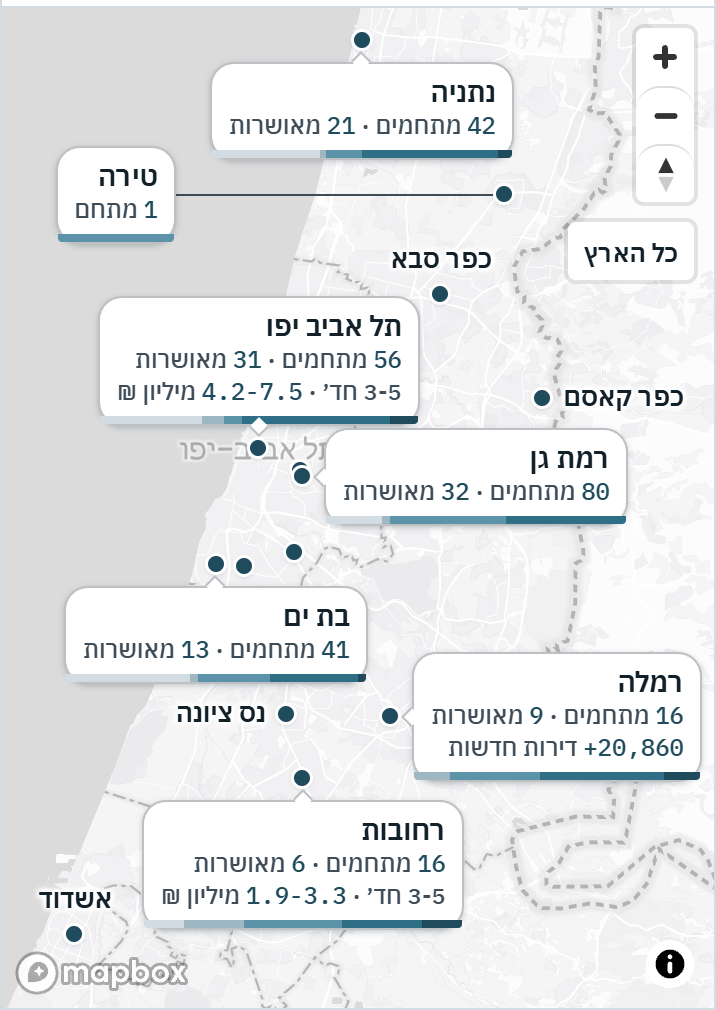 נתניה
42 מתחמים · 21 מאושרות
טירה
1 מתחם
כל הארץ
כפר סבא
תל אביב יפו
56 מתחמים · 31 מאושרות
3-5 חד׳ · 4.2-7.5 מיליון ₪
כפר קאסם
תל אביב-יפו
רמת גן
80 מתחמים · 32 מאושרות
בת ים
41 מתחמים · 13 מאושרות
רמלה
16 מתחמים · 9 מאושרות
+20,860 דירות חדשות
נס ציונה
רחובות
16 מתחמים · 6 מאושרות
3-5 חד׳ · 1.9-3.3 מיליון ₪
אשדוד
mapbox